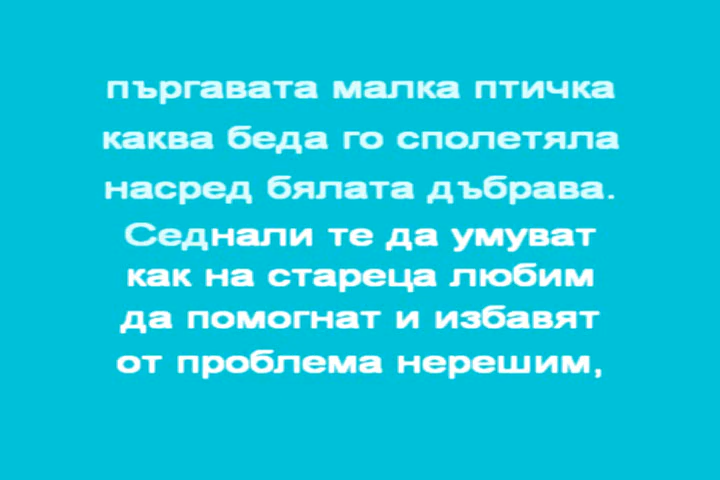 пъргавата малка птичка
каква беда го сполетяла
насред бялата дъбрава.
Седнали те да умуват
как на стареца любим
да помогнат и избавят
от проблема нерешим,